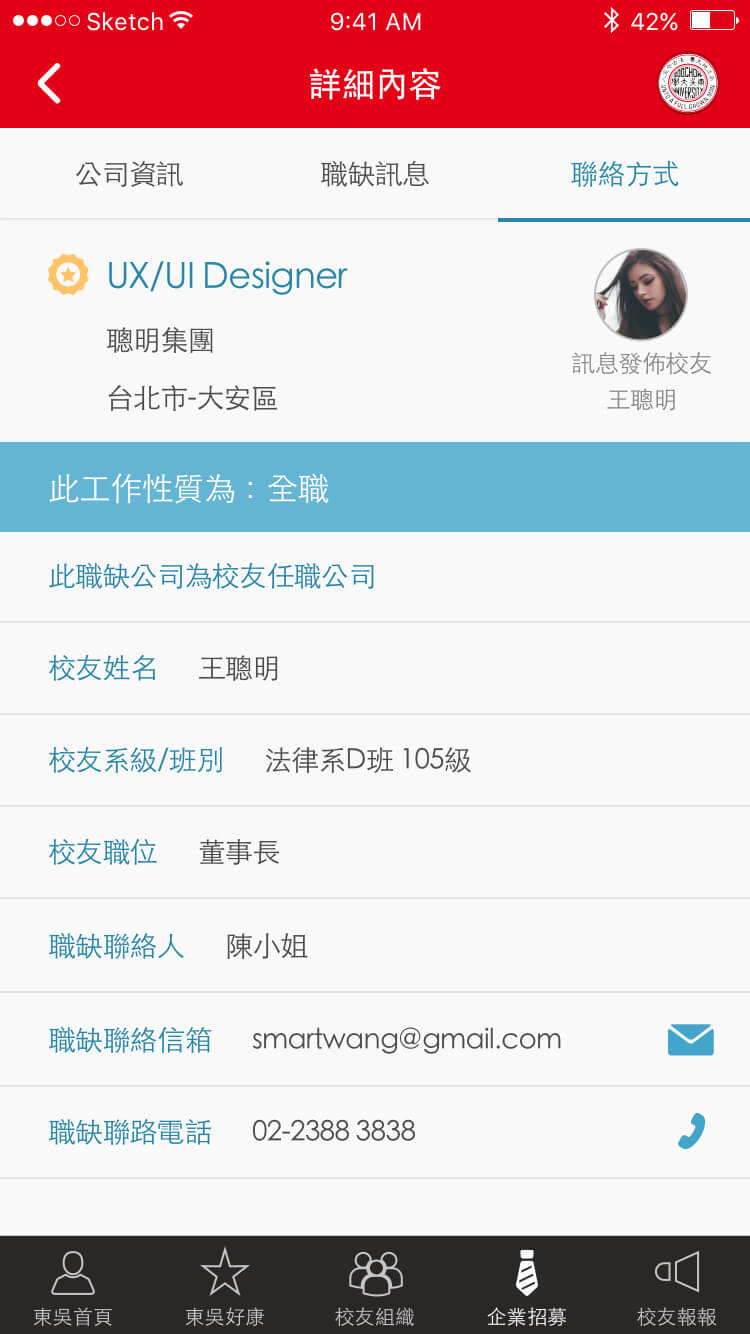 Sketch 9:41 AM 42%
詳細內容
SOOCHOW
UNIVERSITY
UNTO A FULL GROWN MAN
公司資訊 職缺訊息 聯絡方式
UX/UI Designer
聰明集團
台北市-大安區
訊息發佈校友
王聰明
此工作性質為：全職
此職缺公司為校友任職公司
校友姓名 王聰明
校友系級/班別 法律系D班 105級
校友職位 董事長
職缺聯絡人 陳小姐
職缺聯絡信箱 smartwang@gmail.com
職缺聯路電話 02-2388 3838
東吳首頁 東吳好康 校友組織 企業招募 校友報報